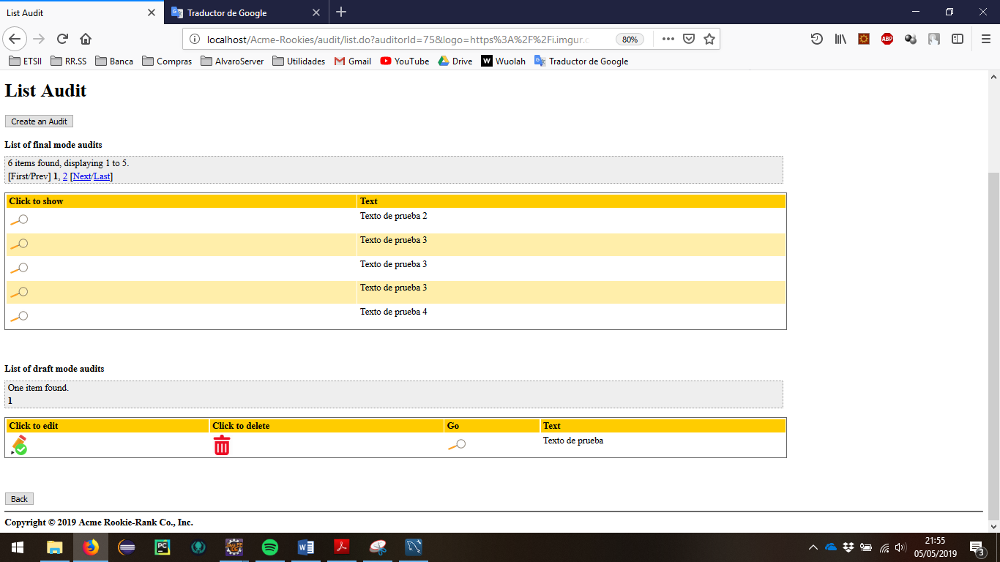 List Audit
Traductor de Google
localhost/Acme-Rookies/audit/list.do?auditorId=75&logo=https%3A%2F%2Fi.imgur.c
80%
ETSII RR.SS Banca Compras AlvaroServer Utilidades Gmail YouTube Drive W Wuolah Traductor de Google
ABP
List Audit
Create an Audit
List of final mode audits
6 items found, displaying 1 to 5.
[First/Prev] 1, 2 [Next/Last]
Click to show Text
Texto de prueba 2
Texto de prueba 3
Texto de prueba 3
Texto de prueba 3
Texto de prueba 4
List of draft mode audits
One item found.
1
Click to edit Click to delete Go Text
Texto de prueba
Back
Copyright © 2019 Acme Rookie-Rank Co., Inc.
PC
21:55
05/05/2019
3